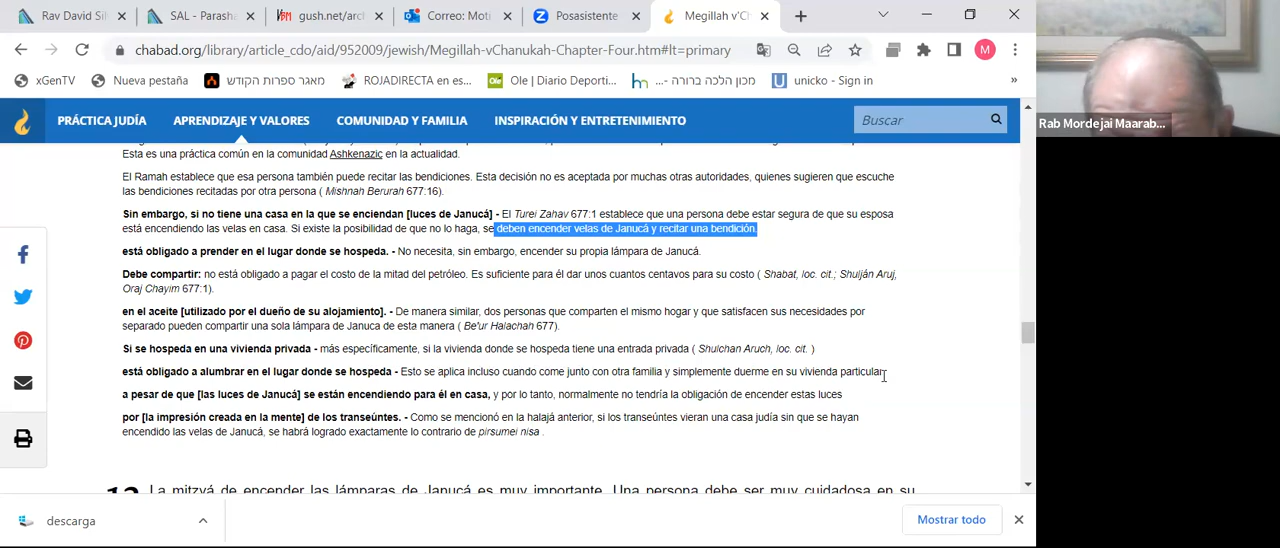 Rav David Sil
SAL - Parasha
gush.net/arc
Correo: Moti
Posasistente
Megillah v'Ch
chabad.org/library/article_cdo/aid/952009/jewish/Megillah-vChanukah-Chapter-Four.htm#lt=primary
M
xGenTV
Nueva pestaña
מאגר ספרות הקודש
ROJADIRECTA en es...
Ole | Diario Deporti...
מכון הלכה ברורה -...
unicko - Sign in
»
PRÁCTICA JUDÍA
APRENDIZAJE Y VALORES
COMUNIDAD Y FAMILIA
INSPIRACIÓN Y ENTRETENIMIENTO
Buscar
Rab Mordejai Maarab...
Esta es una práctica común en la comunidad Ashkenazic en la actualidad.
El Ramah establece que esa persona también puede recitar las bendiciones. Esta decisión no es aceptada por muchas otras autoridades, quienes sugieren que escuche
las bendiciones recitadas por otra persona ( Mishnah Berurah 677:16).
Sin embargo, si no tiene una casa en la que se enciendan [luces de Janucá] - El Turei Zahav 677:1 establece que una persona debe estar segura de que su esposa
está encendiendo las velas en casa. Si existe la posibilidad de que no lo haga, se deben encender velas de Janucá y recitar una bendición.
está obligado a prender en el lugar donde se hospeda. - No necesita, sin embargo, encender su propia lámpara de Janucá.
Debe compartir: no está obligado a pagar el costo de la mitad del petróleo. Es suficiente para él dar unos cuantos centavos para su costo ( Shabat, loc. cit.; Shulján Aruj,
Oraj Chayim 677:1).
en el aceite [utilizado por el dueño de su alojamiento]. - De manera similar, dos personas que comparten el mismo hogar y que satisfacen sus necesidades por
separado pueden compartir una sola lámpara de Januca de esta manera ( Be'ur Halachah 677).
Si se hospeda en una vivienda privada - más específicamente, si la vivienda donde se hospeda tiene una entrada privada ( Shulchan Aruch, loc. cit. )
está obligado a alumbrar en el lugar donde se hospeda - Esto se aplica incluso cuando come junto con otra familia y simplemente duerme en su vivienda particular
a pesar de que [las luces de Janucá] se están encendiendo para él en casa, y por lo tanto, normalmente no tendría la obligación de encender estas luces
por [la impresión creada en la mente] de los transeúntes. - Como se mencionó en la halajá anterior, si los transeúntes vieran una casa judía sin que se hayan
encendido las velas de Janucá, se habrá logrado exactamente lo contrario de pirsumei nisa .
La mitzvá de encender las lámparas de Janucá es muy importante. Una persona debe ser muy cuidadosa en su
descarga
Mostrar todo